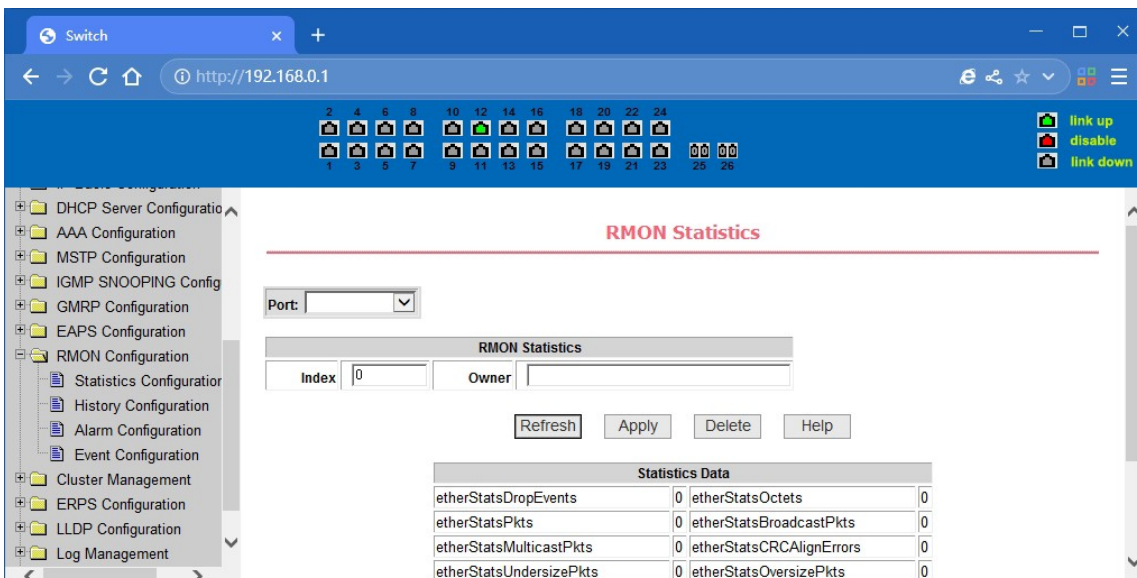 Switch
http://192.168.0.1
2 4 6 8 10 12 14 16 18 20 22 24
1 3 5 7 9 11 13 15 17 19 21 23 25 26
link up
disable
link down
DHCP Server Configuratio
AAA Configuration
MSTP Configuration
IGMP SNOOPING Config
GMRP Configuration
EAPS Configuration
RMON Configuration
Statistics Configuration
History Configuration
Alarm Configuration
Event Configuration
Cluster Management
ERPS Configuration
LLDP Configuration
Log Management
RMON Statistics
Port:
RMON Statistics
Index 0 Owner
Refresh Apply Delete Help
Statistics Data
etherStatsDropEvents 0 etherStatsOctets 0
etherStatsPkts 0 etherStatsBroadcastPkts 0
etherStatsMulticastPkts 0 etherStatsCRCAlignErrors 0
etherStatsUndersizePkts 0 etherStatsOversizePkts 0